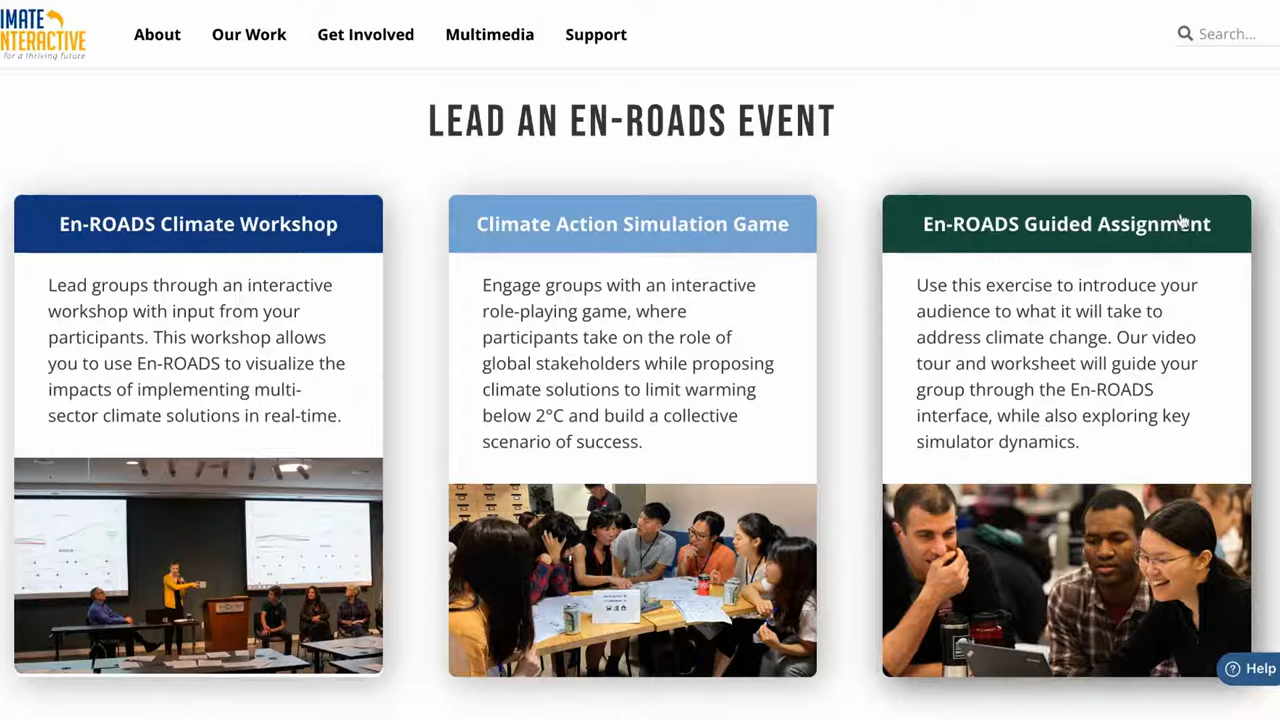 IMATE
NTERACTIVE
for a thriving future
About
Our Work
Get Involved
Multimedia
Support
Search...
LEAD AN EN-ROADS EVENT
En-ROADS Climate Workshop
Lead groups through an interactive
workshop with input from your
participants. This workshop allows
you to use En-ROADS to visualize the
impacts of implementing multi-
sector climate solutions in real-time.
Climate Action Simulation Game
Engage groups with an interactive
role-playing game, where
participants take on the role of
global stakeholders while proposing
climate solutions to limit warming
below 2°C and build a collective
scenario of success.
En-ROADS Guided Assignment
Use this exercise to introduce your
audience to what it will take to
address climate change. Our video
tour and worksheet will guide your
group through the En-ROADS
interface, while also exploring key
simulator dynamics.
Help